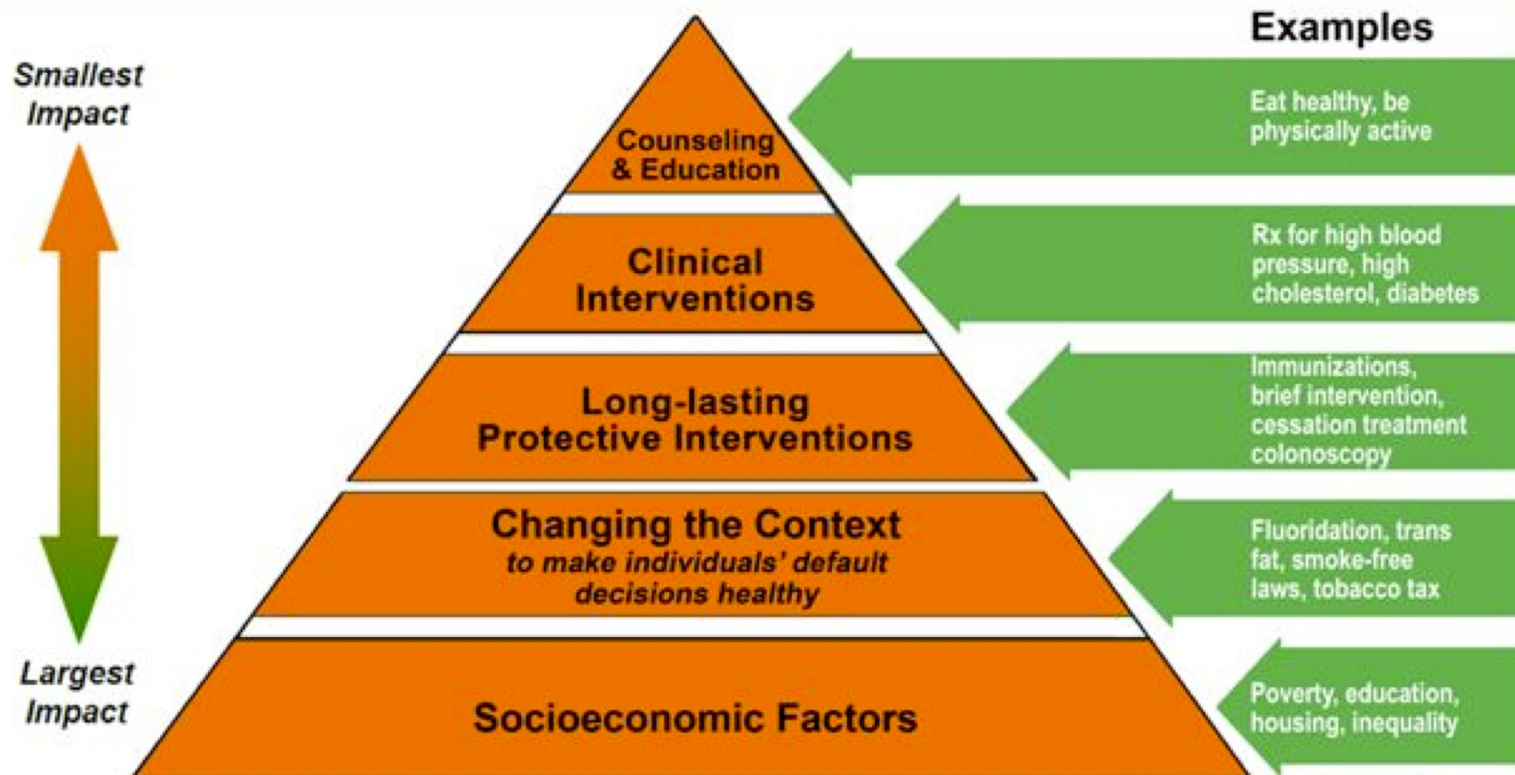 Examples
Smallest
Impact
Counseling
& Education
Eat healthy, be
physically active
Clinical
Interventions
Rx for high blood
pressure, high
cholesterol, diabetes
Long-lasting
Protective Interventions
Immunizations,
brief intervention,
cessation treatment
colonoscopy
Changing the Context
to make individuals’ default
decisions healthy
Fluoridation, trans
fat, smoke-free
laws, tobacco tax
Largest
Impact
Socioeconomic Factors
Poverty, education,
housing, inequality